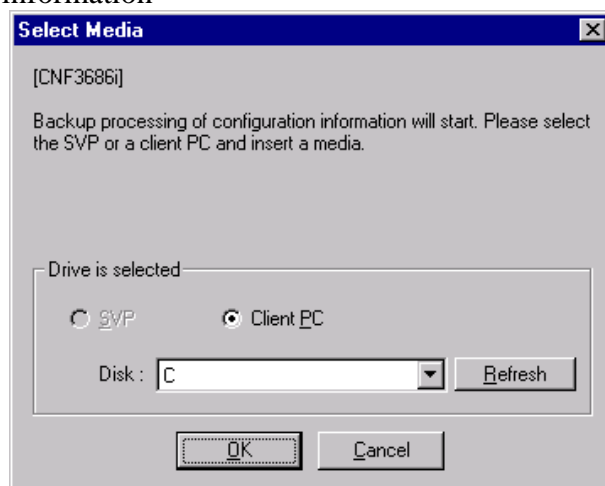 information
Select Media
[CNF3686i]
Backup processing of configuration information will start. Please select
the SVP or a client PC and insert a media.
Drive is selected
SVP
Client PC
Disk : C
Refresh
OK
Cancel